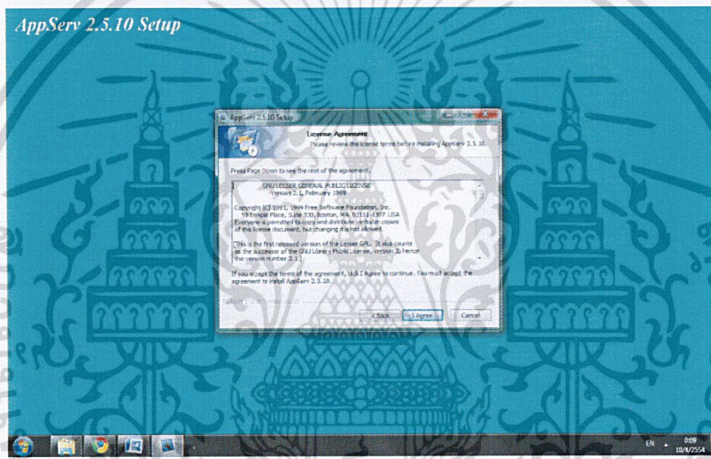 AppServ 2.5.10 Setup
AppServ 2.5.10 Setup
License Agreement
Please review the license terms before installing AppServ 2.5.10.
Press Page Down to see the rest of the agreement.
GNU LESSER GENERAL PUBLIC LICENSE
Version 2.1, February 1999
Copyright (C) 1991, 1999 Free Software Foundation, Inc.
59 Temple Place, Suite 330, Boston, MA 02111-1307 USA
Everyone is permitted to copy and distribute verbatim copies
of this license document, but changing it is not allowed.
[This is the first released version of the Lesser GPL. It also counts
as the successor of the GNU Library Public License, version 2, hence
the version number 2.1.]
If you accept the terms of the agreement, click I Agree to continue. You must accept the
agreement to install AppServ 2.5.10.
< Back
I Agree
Cancel
EN
0:09
10/4/2554